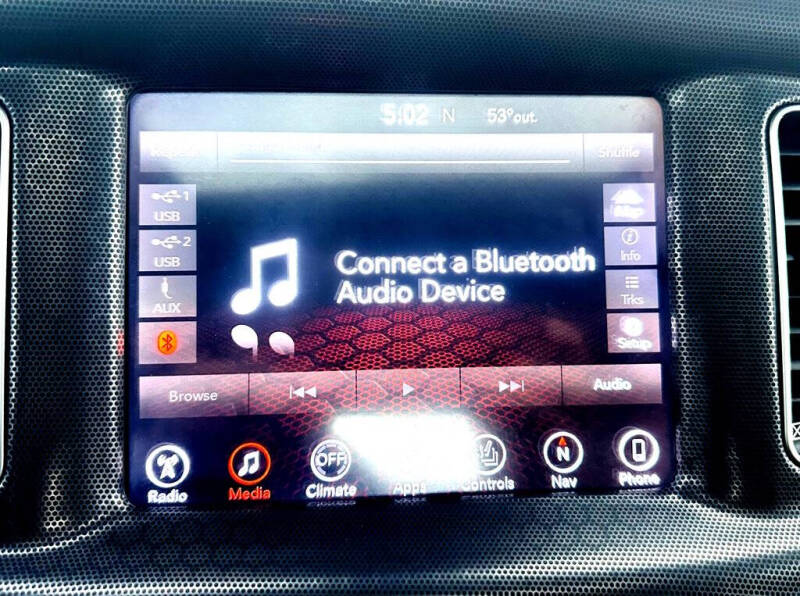 5:02 N 53°out.
Repeat
Shuffle
1
USB
2
USB
AUX
Connect a Bluetooth
Audio Device
Info
Trks
Setup
Browse
Audio
Radio
Media
OFF
Climate
Apps
Controls
N
Nav
Phone